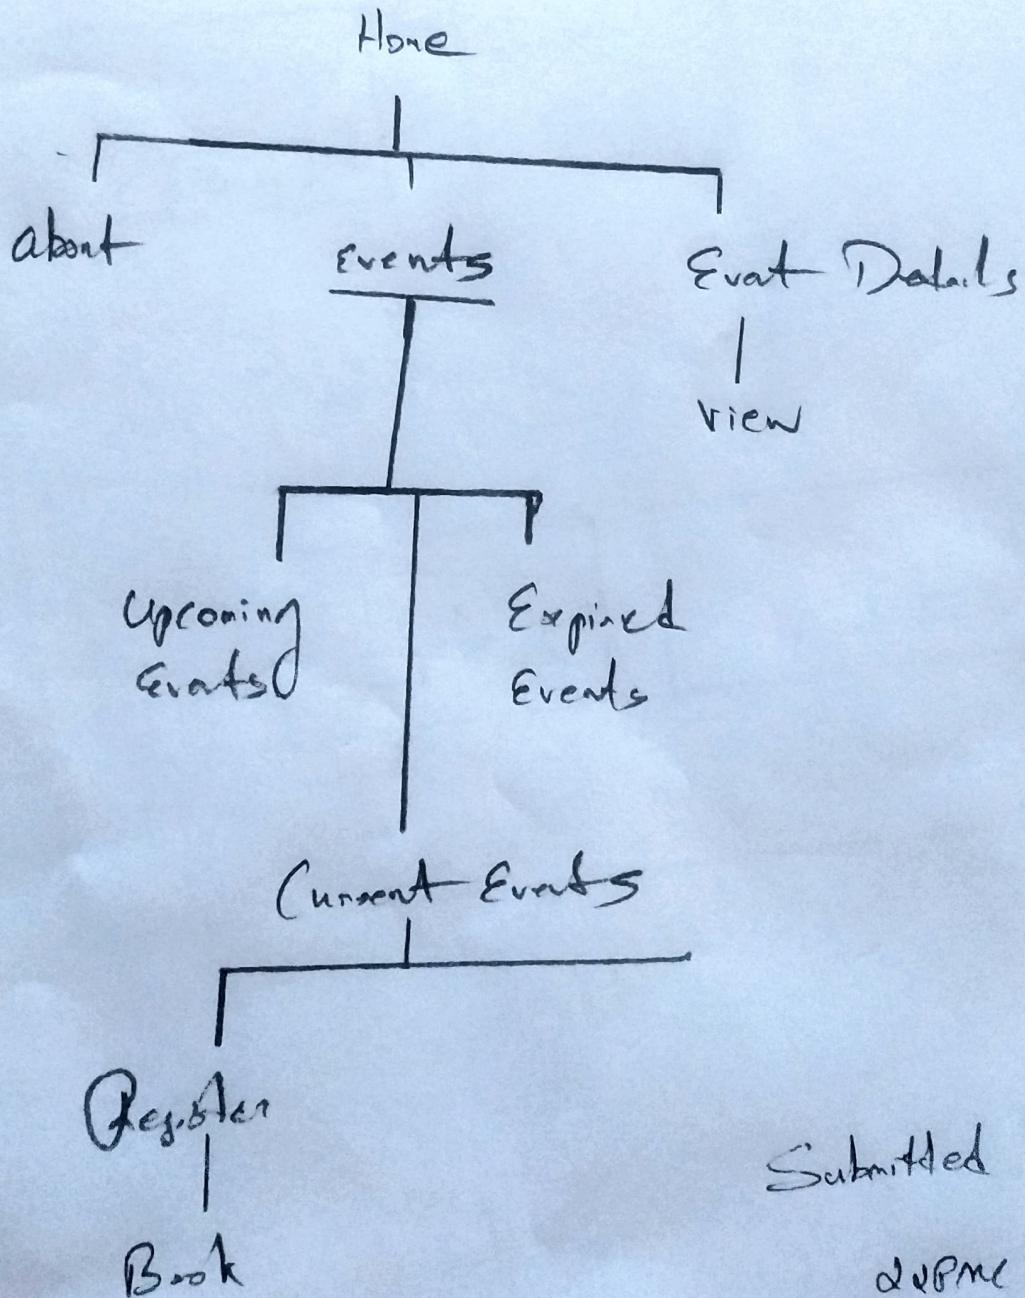 Home
about
Events
Event Details
view
Upcoming
Events
Expired
Events
Current Events
Register
Submitted
Book